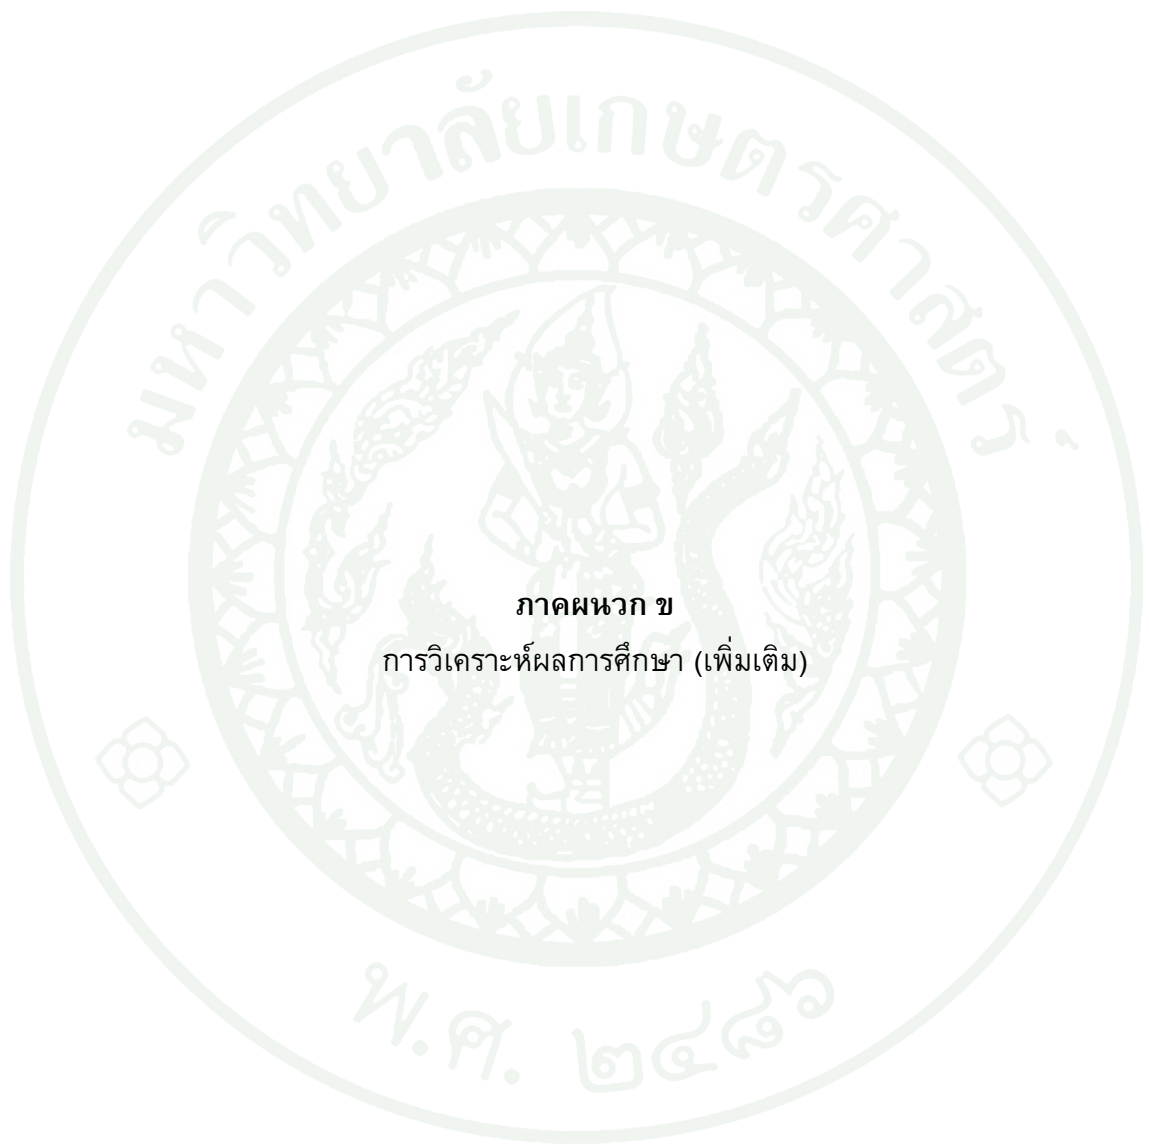 มหาวิทยาลัยเกษตรศาสตร์
ภาคผนวก ข
การวิเคราะห์ผลการศึกษา (เพิ่มเติม)
พ.ศ. ๒๔๘๖